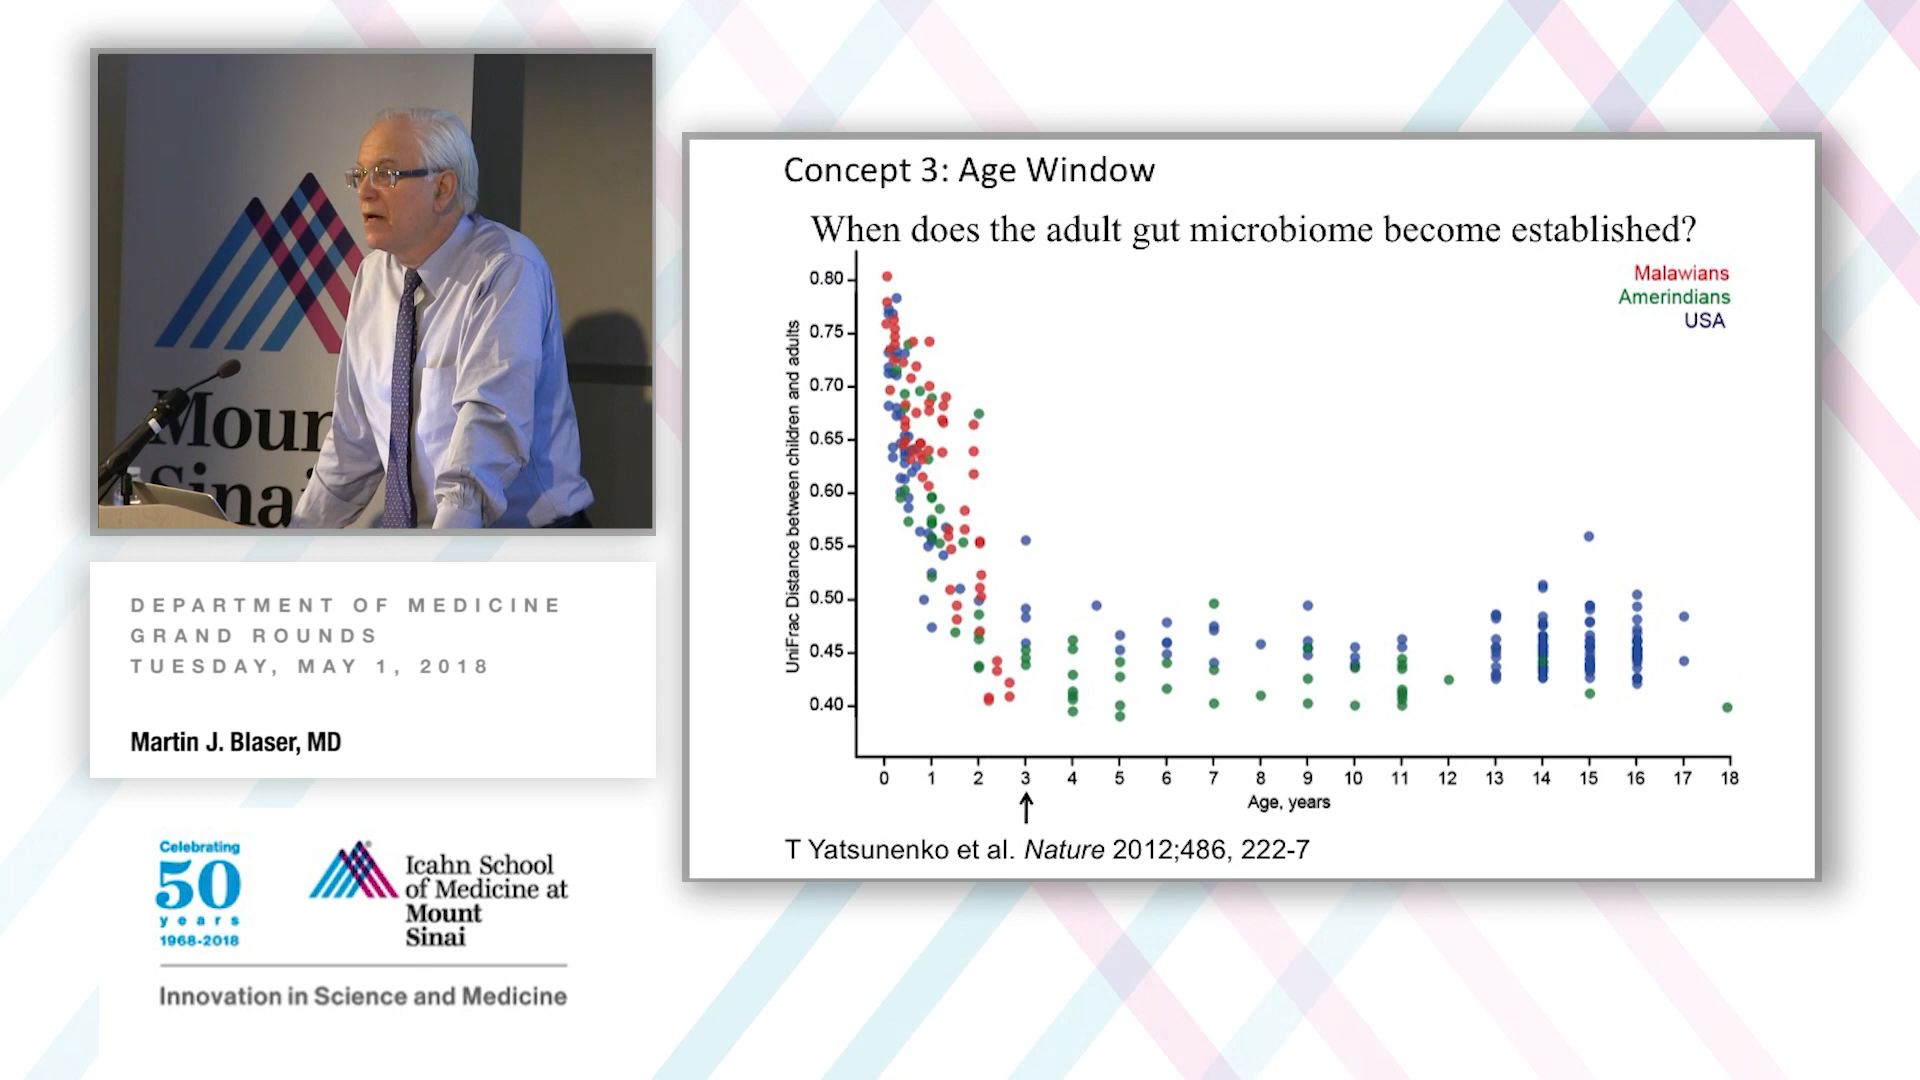 Mount
Sinai
DEPARTMENT OF MEDICINE
GRAND ROUNDS
TUESDAY, MAY 1, 2018
Martin J. Blaser, MD
Celebrating
50
years
1968-2018
Icahn School
of Medicine at
Mount
Sinai
Innovation in Science and Medicine
Concept 3: Age Window
When does the adult gut microbiome become established?
Malawians
Amerindians
USA
UniFrac Distance between children and adults
0.80
0.75
0.70
0.65
0.60
0.55
0.50
0.45
0.40
0 1 2 3 4 5 6 7 8 9 10 11 12 13 14 15 16 17 18
Age, years
T Yatsunenko et al. Nature 2012;486, 222-7